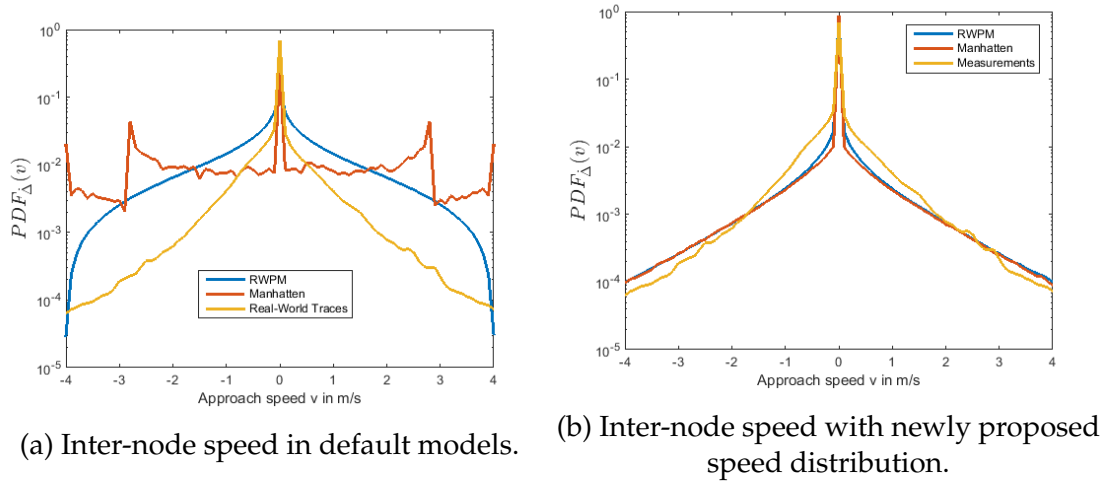 10^0
10^-1
10^-2
10^-3
10^-4
10^-5
PDF_Δ̇(v)
-4 -3 -2 -1 0 1 2 3 4
Approach speed v in m/s
RWPM
Manhatten
Real-World Traces
(a) Inter-node speed in default models.
10^0
10^-1
10^-2
10^-3
10^-4
10^-5
PDF_Δ̇(v)
-4 -3 -2 -1 0 1 2 3 4
Approach speed v in m/s
RWPM
Manhatten
Measurements
(b) Inter-node speed with newly proposed
speed distribution.